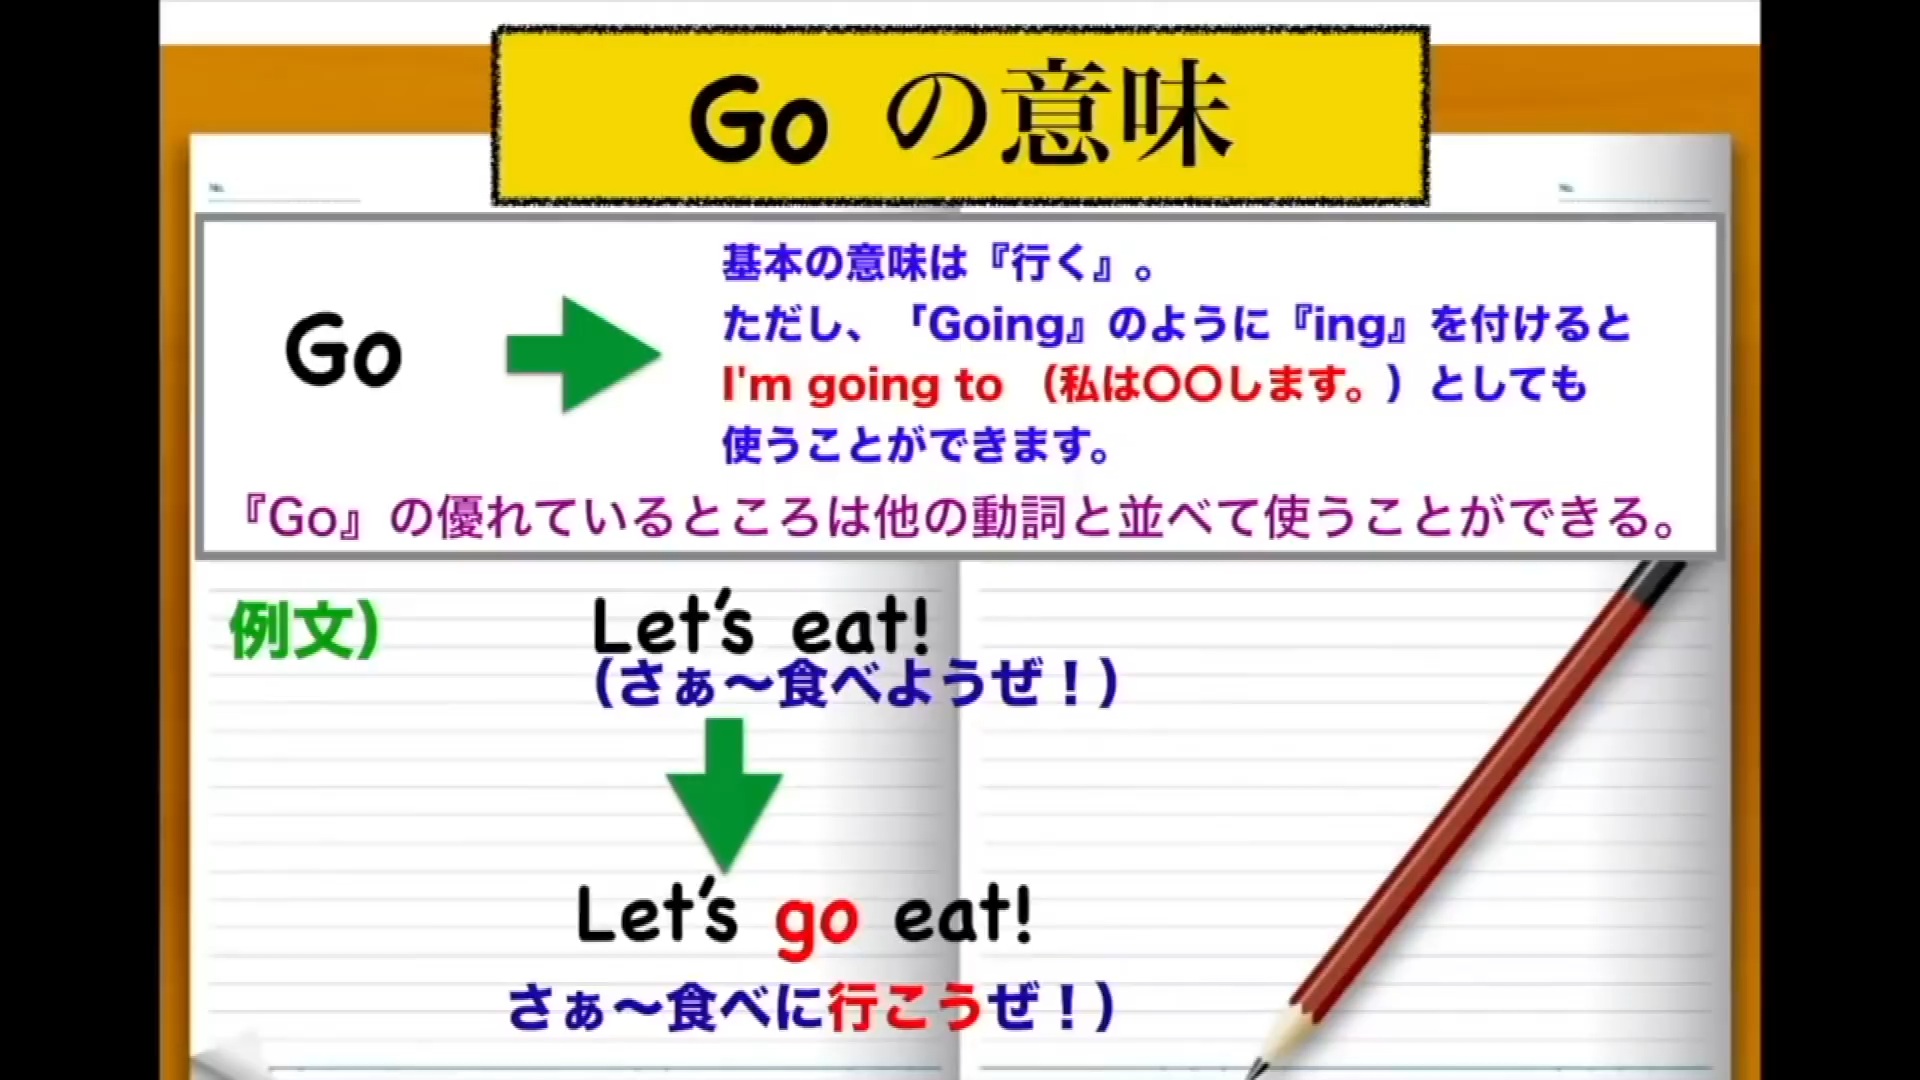 Go の意味
No.
No.
Go
基本の意味は『行く』。
ただし、「Going』のように『ing』を付けると
I'm going to （私は〇〇します。）としても
使うことができます。
『Go』の優れているところは他の動詞と並べて使うことができる。
例文)
Let's eat!
(さぁ〜食べようぜ！)
Let's go eat!
さぁ〜食べに行こうぜ！)